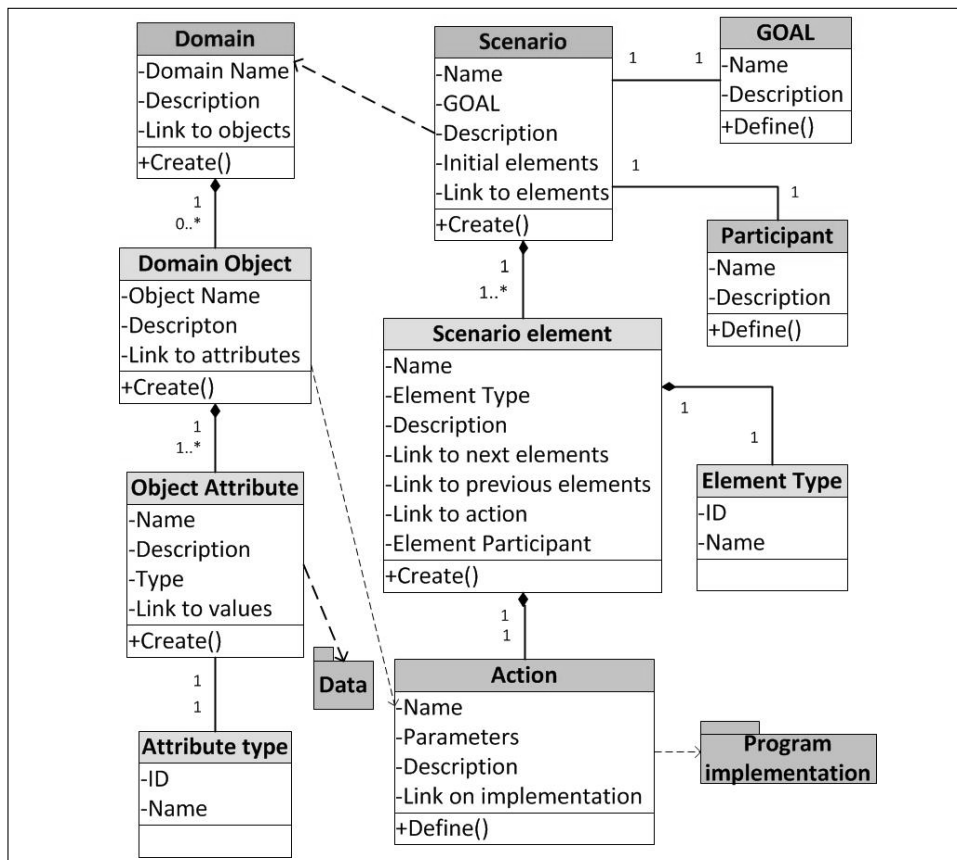 Domain
-Domain Name
-Description
-Link to objects
+Create()
1
0..*
Domain Object
-Object Name
-Descripton
-Link to attributes
+Create()
1
1..*
Object Attribute
-Name
-Description
-Type
-Link to values
+Create()
1
1
Attribute type
-ID
-Name
Data
Scenario
-Name
-GOAL
-Description
-Initial elements
-Link to elements
+Create()
1
1..*
Scenario element
-Name
-Element Type
-Description
-Link to next elements
-Link to previous elements
-Link to action
-Element Participant
+Create()
1
1
Action
-Name
-Parameters
-Description
-Link on implementation
+Define()
1
1
GOAL
-Name
-Description
+Define()
1
1
Participant
-Name
-Description
+Define()
1
1
Element Type
-ID
-Name
Program
implementation